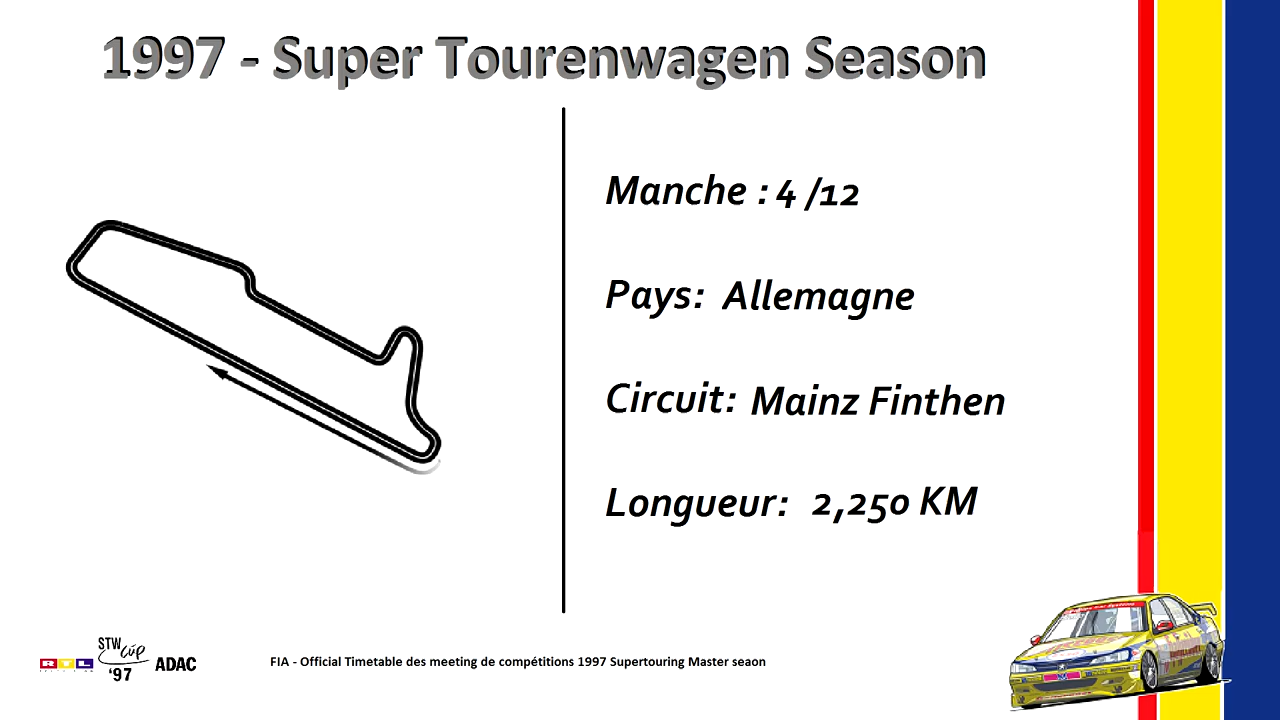 1997 - Super Tourenwagen Season
Manche : 4 /12
Pays: Allemagne
Circuit: Mainz Finthen
Longueur: 2,250 KM
RTL
STW
cup
'97
ADAC
FIA - Official Timetable des meeting de compétitions 1997 Supertouring Master seaon